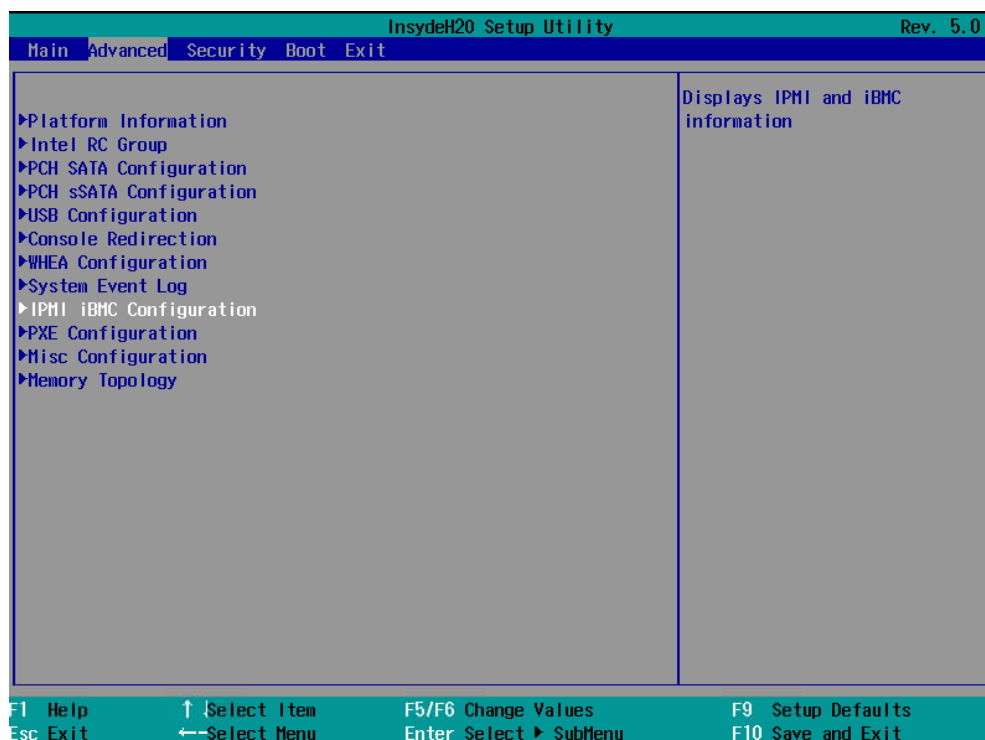 InsydeH20 Setup Utility Rev. 5.0
Main Advanced Security Boot Exit
Displays IPMI and iBMC
information
▶Platform Information
▶Intel RC Group
▶PCH SATA Configuration
▶PCH sSATA Configuration
▶USB Configuration
▶Console Redirection
▶WHEA Configuration
▶System Event Log
▶IPMI iBMC Configuration
▶PXE Configuration
▶Misc Configuration
▶Memory Topology
F1 Help ↑↓Select Item F5/F6 Change Values F9 Setup Defaults
Esc Exit ←→Select Menu Enter Select ▶ SubMenu F10 Save and Exit